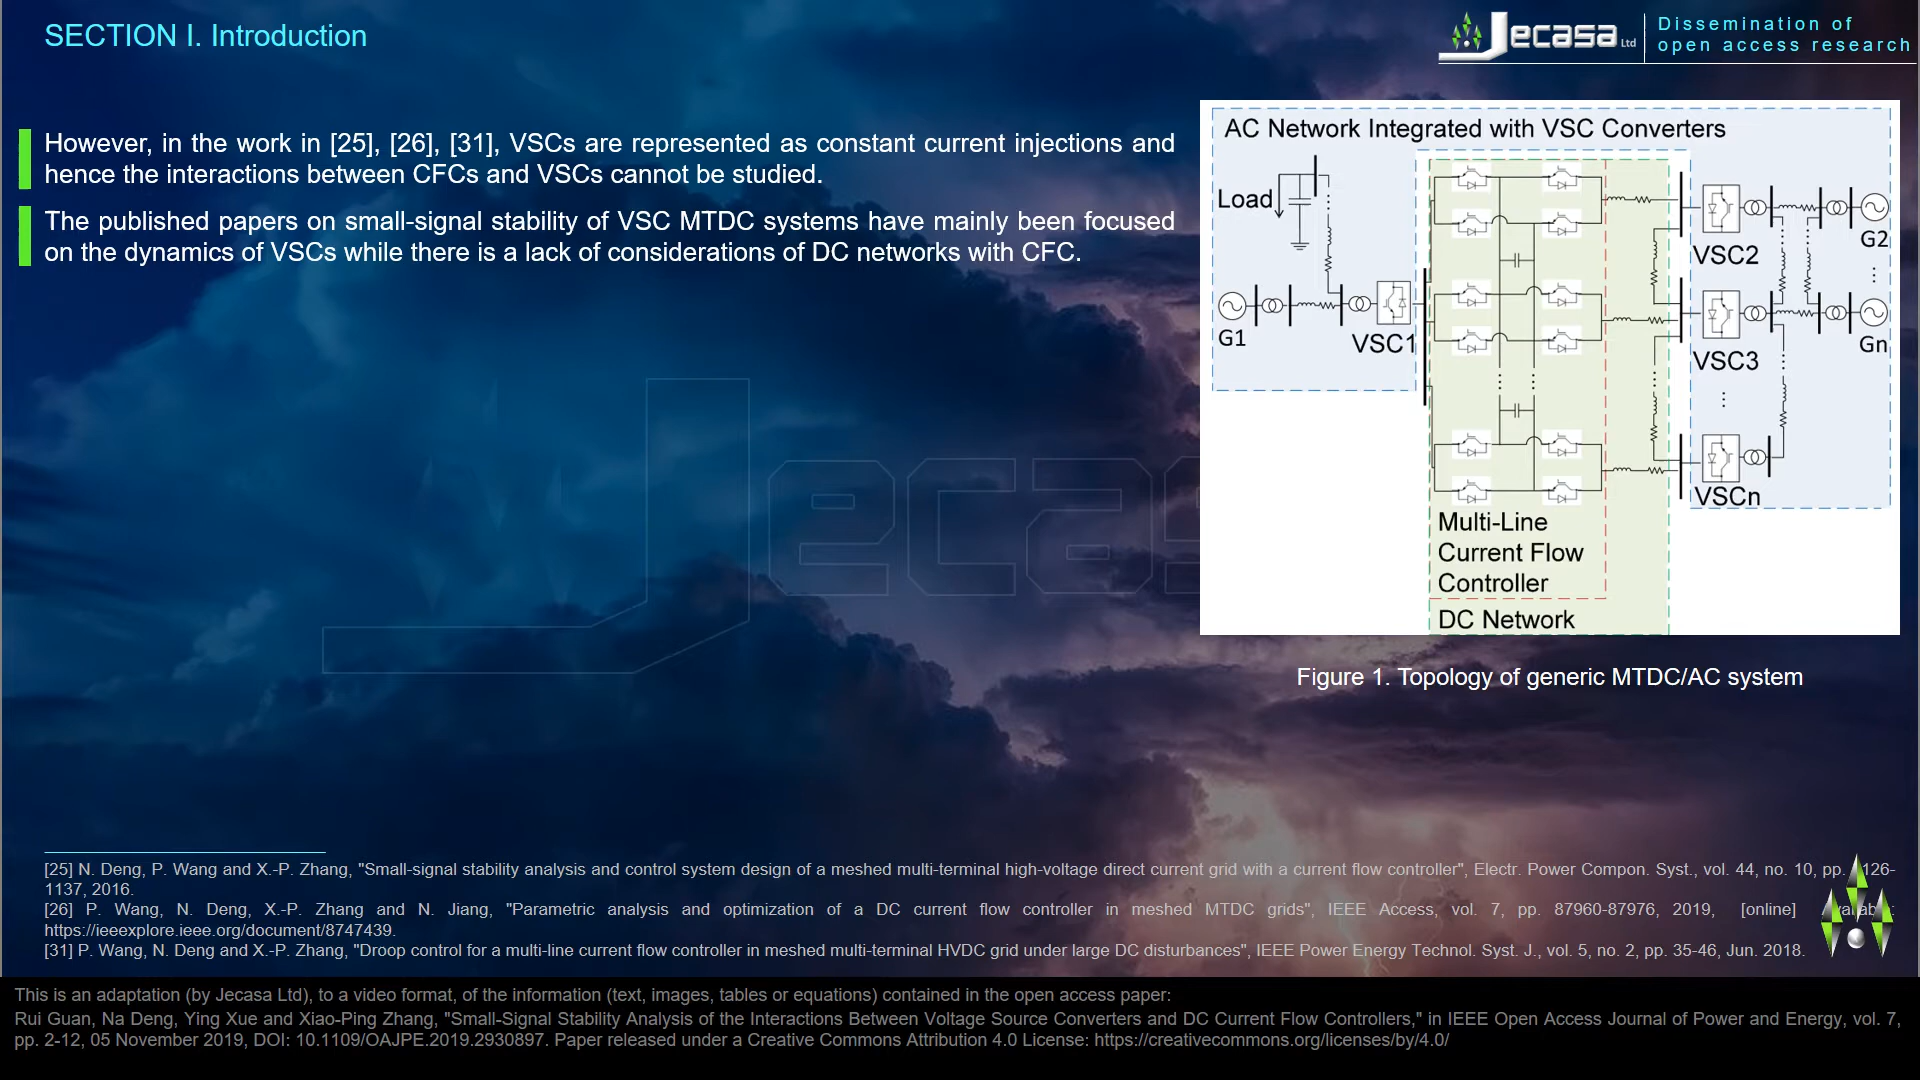 SECTION I. Introduction
Jecasa Ltd
Dissemination of
open access research
However, in the work in [25], [26], [31], VSCs are represented as constant current injections and
hence the interactions between CFCs and VSCs cannot be studied.
The published papers on small-signal stability of VSC MTDC systems have mainly been focused
on the dynamics of VSCs while there is a lack of considerations of DC networks with CFC.
AC Network Integrated with VSC Converters
Load
G1
VSC1
VSC2
G2
VSC3
Gn
VSCn
Multi-Line
Current Flow
Controller
DC Network
Figure 1. Topology of generic MTDC/AC system
Jecas
[25] N. Deng, P. Wang and X.-P. Zhang, "Small-signal stability analysis and control system design of a meshed multi-terminal high-voltage direct current grid with a current flow controller", Electr. Power Compon. Syst., vol. 44, no. 10, pp.
1137, 2016.
[26] P. Wang, N. Deng, X.-P. Zhang and N. Jiang, "Parametric analysis and optimization of a DC current flow controller in meshed MTDC grids", IEEE Access, vol. 7, pp. 87960-87976, 2019, [online]
https://ieeexplore.ieee.org/document/8747439.
[31] P. Wang, N. Deng and X.-P. Zhang, "Droop control for a multi-line current flow controller in meshed multi-terminal HVDC grid under large DC disturbances", IEEE Power Energy Technol. Syst. J., vol. 5, no. 2, pp. 35-46, Jun. 2018.
This is an adaptation (by Jecasa Ltd), to a video format, of the information (text, images, tables or equations) contained in the open access paper:
Rui Guan, Na Deng, Ying Xue and Xiao-Ping Zhang, "Small-Signal Stability Analysis of the Interactions Between Voltage Source Converters and DC Current Flow Controllers," in IEEE Open Access Journal of Power and Energy, vol. 7,
pp. 2-12, 05 November 2019, DOI: 10.1109/OAJPE.2019.2930897. Paper released under a Creative Commons Attribution 4.0 License: https://creativecommons.org/licenses/by/4.0/